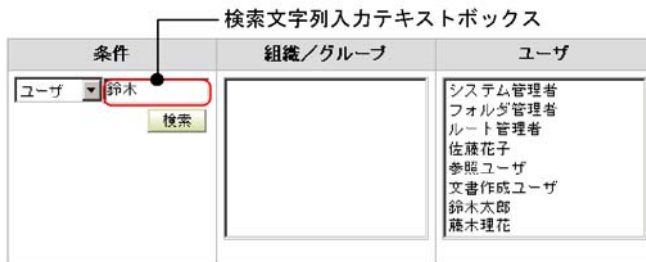 検索文字列入力テキストボックス
条件 組織／グループ ユーザ
ユーザ 鈴木
検索
システム管理者
フォルダ管理者
ルート管理者
佐藤花子
参照ユーザ
文書作成ユーザ
鈴木太郎
藤木理花